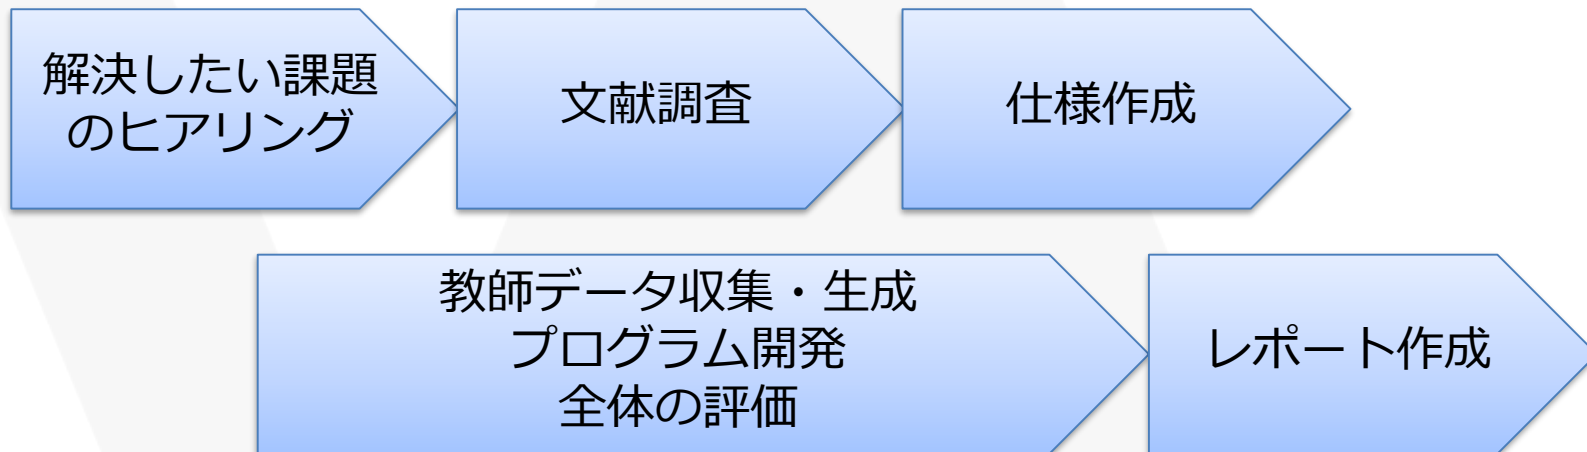 解決したい課題
のヒアリング
文献調査
仕様作成
教師データ収集・生成
プログラム開発
全体の評価
レポート作成